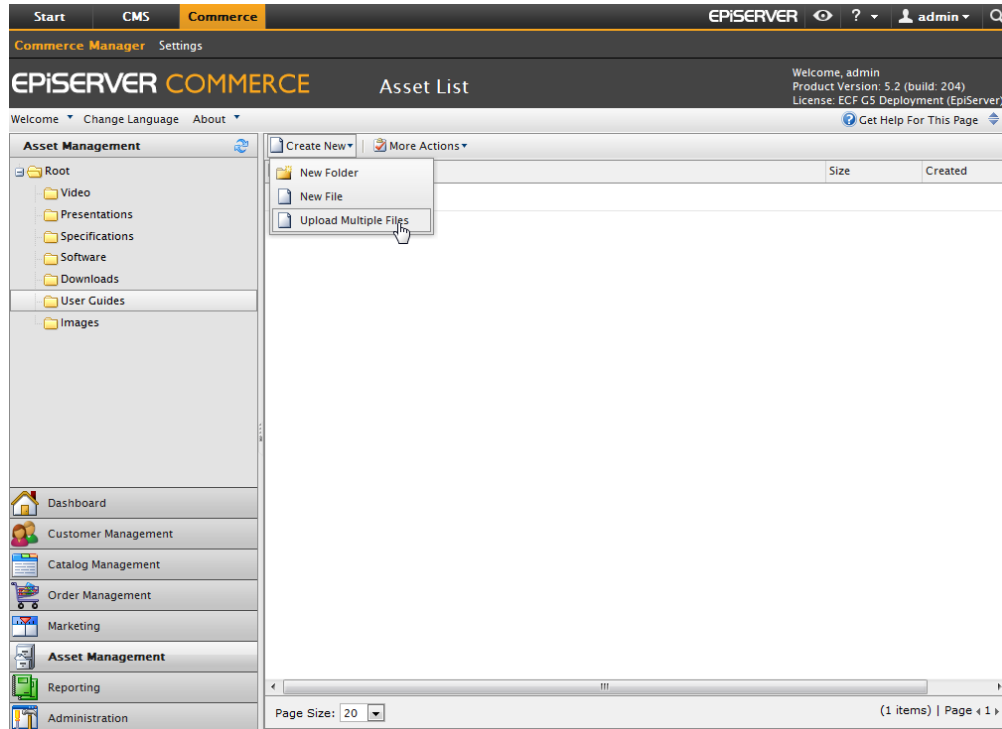 Start CMS Commerce EPiSERVER ? admin
Commerce Manager Settings
EPiSERVER COMMERCE Asset List
Welcome, admin
Product Version: 5.2 (build: 204)
License: ECF G5 Deployment (EpiServer)
Welcome Change Language About Get Help For This Page
Asset Management Create New More Actions
Root New Folder Size Created
Video New File
Presentations Upload Multiple Files
Specifications
Software
Downloads
User Guides
Images
Dashboard
Customer Management
Catalog Management
Order Management
Marketing
Asset Management
Reporting
Administration
Page Size: 20 (1 items) | Page 1